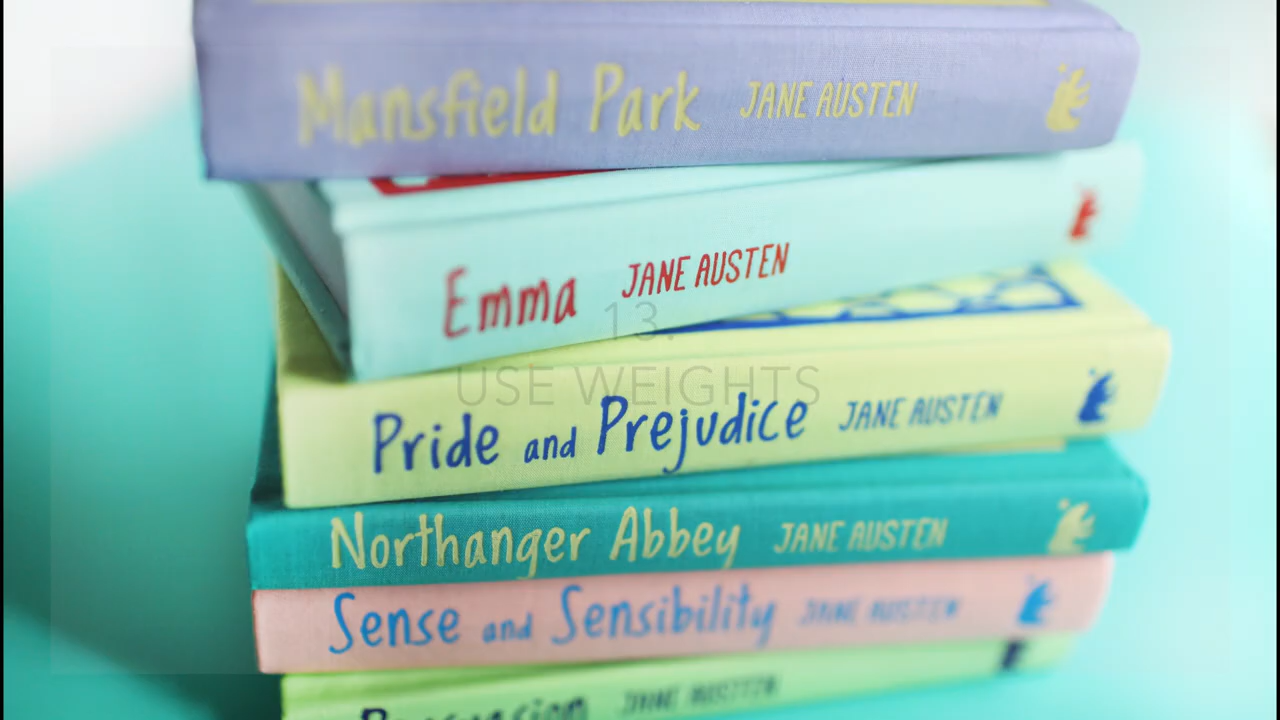 Mansfield Park JANE AUSTEN
Emma JANE AUSTEN
13.
USE WEIGHTS
Pride and Prejudice JANE AUSTEN
Northanger Abbey JANE AUSTEN
Sense and Sensibility JANE AUSTEN
Persuasion JANE AUSTEN